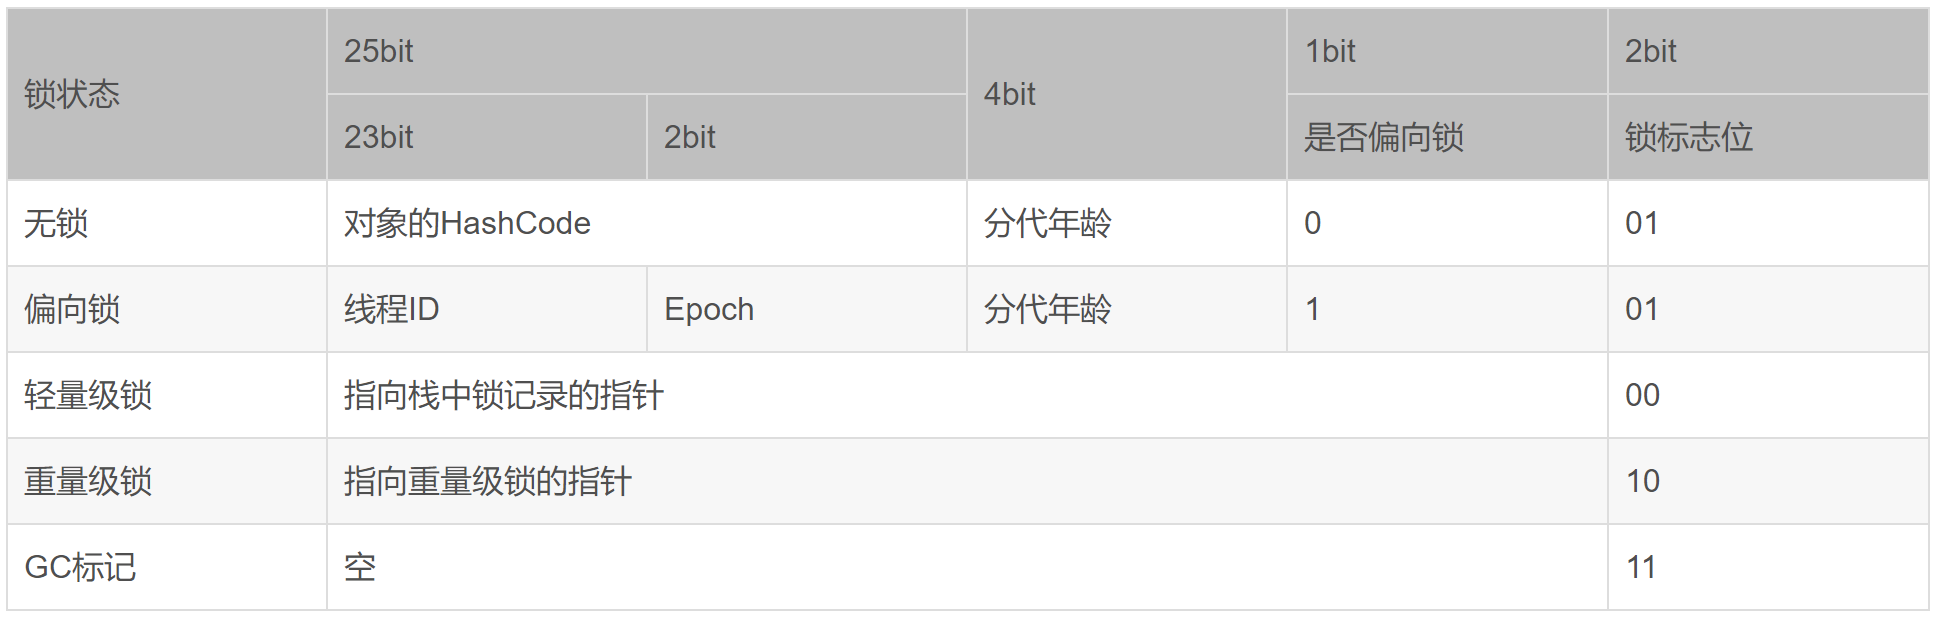 锁状态 25bit 4bit 1bit 2bit
23bit 2bit 是否偏向锁 锁标志位
无锁 对象的HashCode 分代年龄 0 01
偏向锁 线程ID Epoch 分代年龄 1 01
轻量级锁 指向栈中锁记录的指针 00
重量级锁 指向重量级锁的指针 10
GC标记 空 11